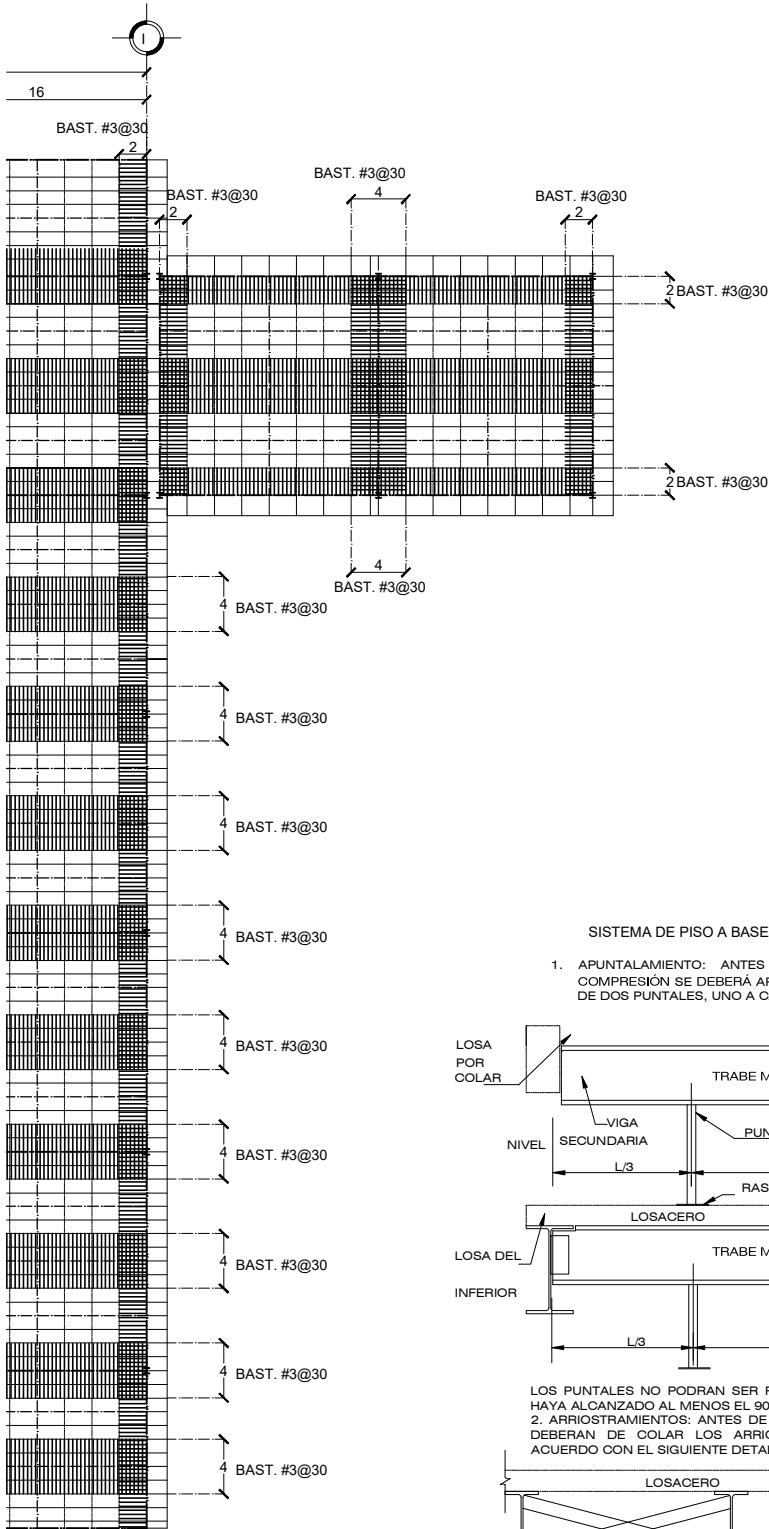 I
16
BAST. #3@30
2
BAST. #3@30
2
BAST. #3@30
4
BAST. #3@30
2
2 BAST. #3@30
2 BAST. #3@30
4
BAST. #3@30
4 BAST. #3@30
4 BAST. #3@30
4 BAST. #3@30
4 BAST. #3@30
4 BAST. #3@30
4 BAST. #3@30
4 BAST. #3@30
4 BAST. #3@30
4 BAST. #3@30
SISTEMA DE PISO A BASE
1. APUNTALAMIENTO: ANTES
COMPRESIÓN SE DEBERÁ
DE DOS PUNTALES, UNO A
LOSA
POR
COLAR
TRABE
VIGA
SECUNDARIA
NIVEL
L/3
LOSACERO
LOSA DEL
INFERIOR
TRABE
L/3
LOS PUNTALES NO PODRAN SER
HAYA ALCANZADO AL MENOS EL 90
2. ARRIOSTRAMIENTOS: ANTES DE
DEBERAN DE COLAR LOS
ACUERDO CON EL SIGUIENTE
LOSACERO